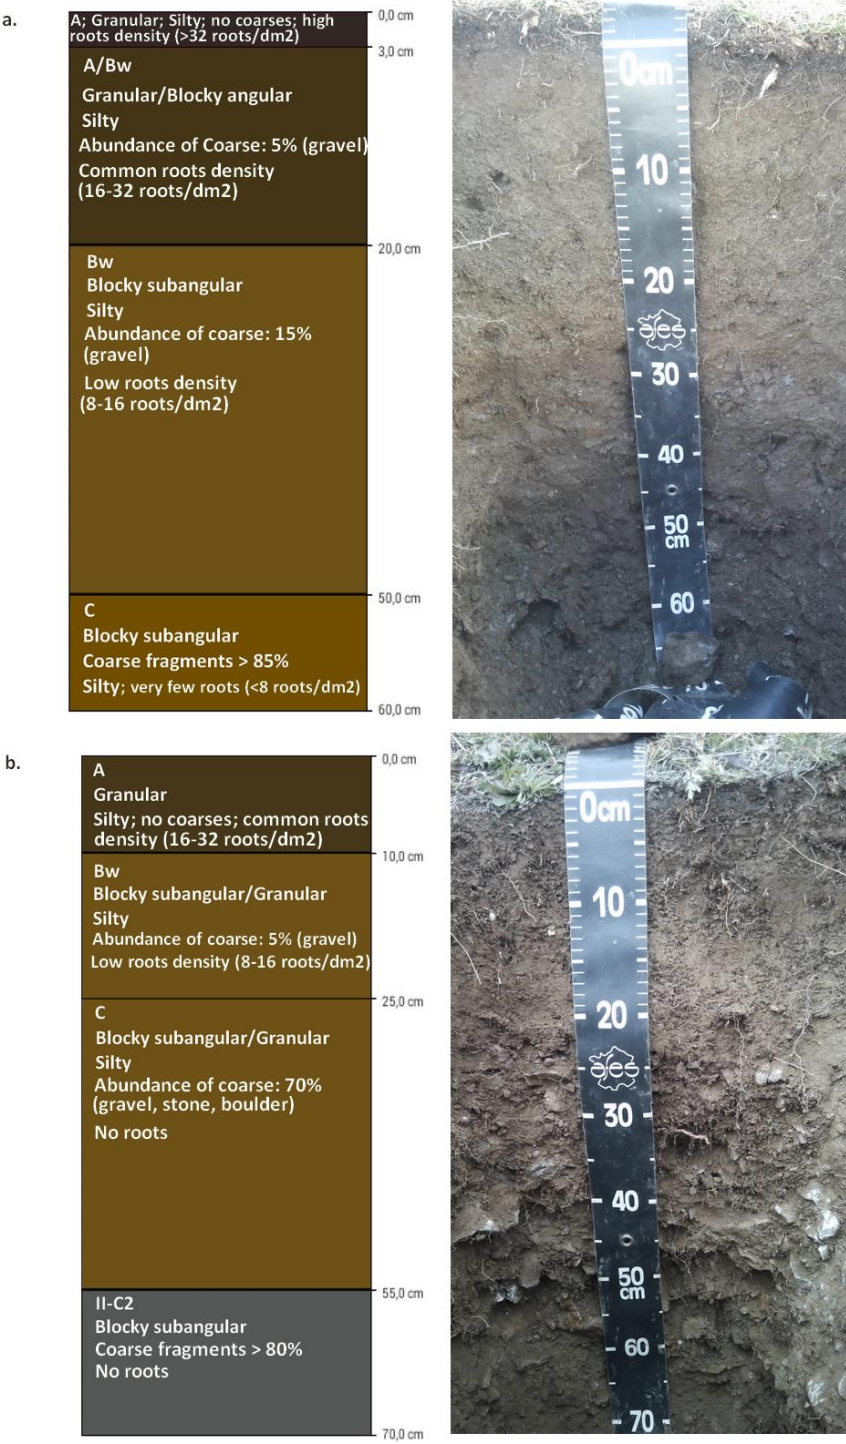 a.
A; Granular; Silty; no coarses; high
roots density (>32 roots/dm2)
0,0 cm
3,0 cm
A/Bw
Granular/Blocky angular
Silty
Abundance of Coarse: 5% (gravel)
Common roots density
(16-32 roots/dm2)
20,0 cm
Bw
Blocky subangular
Silty
Abundance of coarse: 15%
(gravel)
Low roots density
(8-16 roots/dm2)
50,0 cm
C
Blocky subangular
Coarse fragments > 85%
Silty; very few roots (<8 roots/dm2)
60,0 cm
0cm
10
20
afes
30
40
50
cm
60
b.
0,0 cm
A
Granular
Silty; no coarses; common roots
density (16-32 roots/dm2)
10,0 cm
Bw
Blocky subangular/Granular
Silty
Abundance of coarse: 5% (gravel)
Low roots density (8-16 roots/dm2)
25,0 cm
C
Blocky subangular/Granular
Silty
Abundance of coarse: 70%
(gravel, stone, boulder)
No roots
55,0 cm
II-C2
Blocky subangular
Coarse fragments > 80%
No roots
70,0 cm
0cm
10
20
afes
30
40
50
cm
60
70